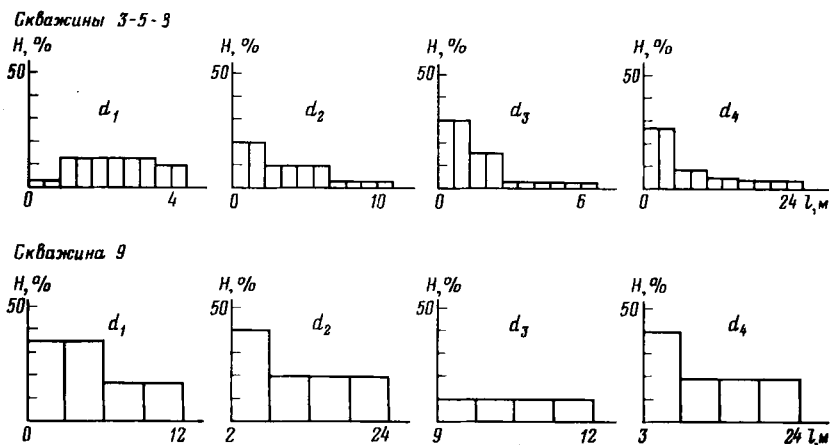 Скважины 3-5-8
Н, % Н, % Н, % Н, %
50 50 50 50
d₁ d₂ d₃ d₄
0 4 0 10 0 6 0 24 l, м
Скважина 9
Н, % Н, % Н, % Н, %
50 50 50 50
d₁ d₂ d₃ d₄
0 12 2 24 9 12 3 24 l, м